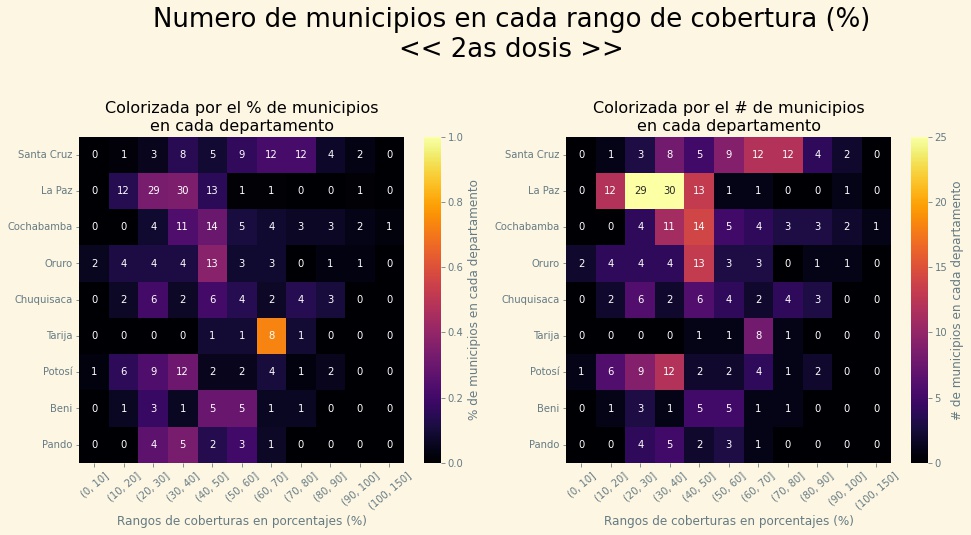 Numero de municipios en cada rango de cobertura (%)
<< 2as dosis >>
Colorizada por el % de municipios
en cada departamento
Santa Cruz 0 1 3 8 5 9 12 12 4 2 0
La Paz 0 12 29 30 13 1 1 0 0 1 0
Cochabamba 0 0 4 11 14 5 4 3 3 2 1
Oruro 2 4 4 4 13 3 3 0 1 1 0
Chuquisaca 0 2 6 2 6 4 2 4 3 0 0
Tarija 0 0 0 0 1 1 8 1 0 0 0
Potosí 1 6 9 12 2 2 4 1 2 0 0
Beni 0 1 3 1 5 5 1 1 0 0 0
Pando 0 0 4 5 2 3 1 0 0 0 0
(0, 10] (10, 20] (20, 30] (30, 40] (40, 50] (50, 60] (60, 70] (70, 80] (80, 90] (90, 100] (100, 150]
Rangos de coberturas en porcentajes (%)
1.0
0.8
0.6
0.4
0.2
0.0
% de municipios en cada departamento
Colorizada por el # de municipios
en cada departamento
Santa Cruz 0 1 3 8 5 9 12 12 4 2 0
La Paz 0 12 29 30 13 1 1 0 0 1 0
Cochabamba 0 0 4 11 14 5 4 3 3 2 1
Oruro 2 4 4 4 13 3 3 0 1 1 0
Chuquisaca 0 2 6 2 6 4 2 4 3 0 0
Tarija 0 0 0 0 1 1 8 1 0 0 0
Potosí 1 6 9 12 2 2 4 1 2 0 0
Beni 0 1 3 1 5 5 1 1 0 0 0
Pando 0 0 4 5 2 3 1 0 0 0 0
(0, 10] (10, 20] (20, 30] (30, 40] (40, 50] (50, 60] (60, 70] (70, 80] (80, 90] (90, 100] (100, 150]
Rangos de coberturas en porcentajes (%)
25
20
15
10
5
0
# de municipios en cada departamento